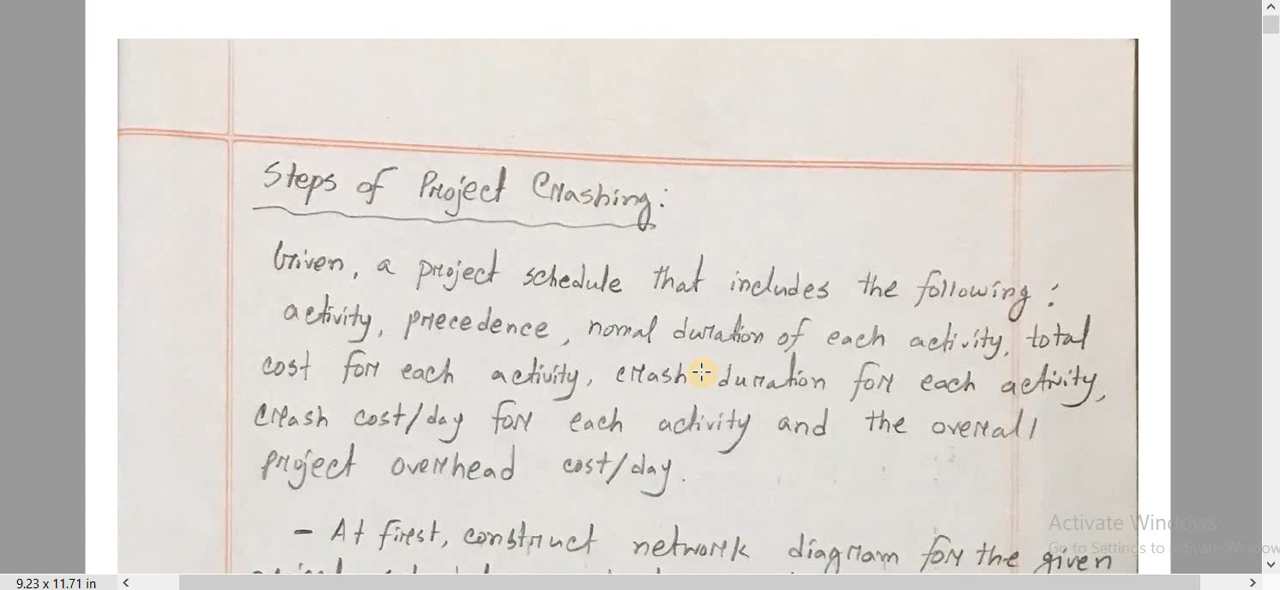 Steps of Project Crashing:
Given, a project schedule that includes the following:
activity, precedence, nomal duration of each activity, total
cost for each activity, crash duration for each activity,
crash cost/day for each activity and the overall
project overhead cost/day.
- At first, construct network diagram for the given
Activate Windows
Go to Settings to activate Window
9.23 x 11.71 in